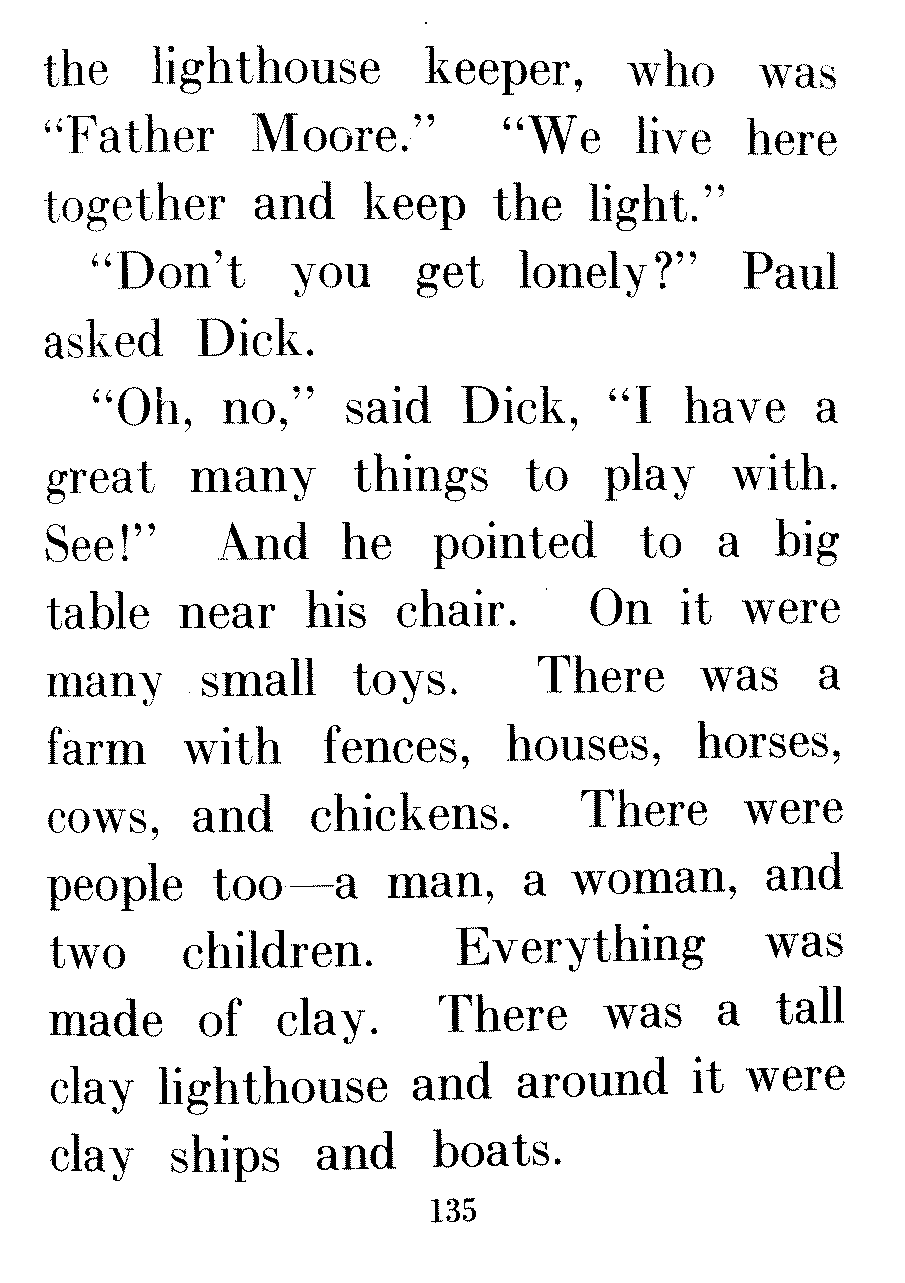 the lighthouse keeper, who was
“Father Moore.” “We live here
together and keep the light.”
“Don’t you get lonely?” Paul
asked Dick.
“Oh, no,” said Dick, “I have a
great many things to play with.
See!” And he pointed to a big
table near his chair. On it were
many small toys. There was a
farm with fences, houses, horses,
cows, and chickens. There were
people too—a man, a woman, and
two children. Everything was
made of clay. There was a tall
clay lighthouse and around it were
clay ships and boats.
135